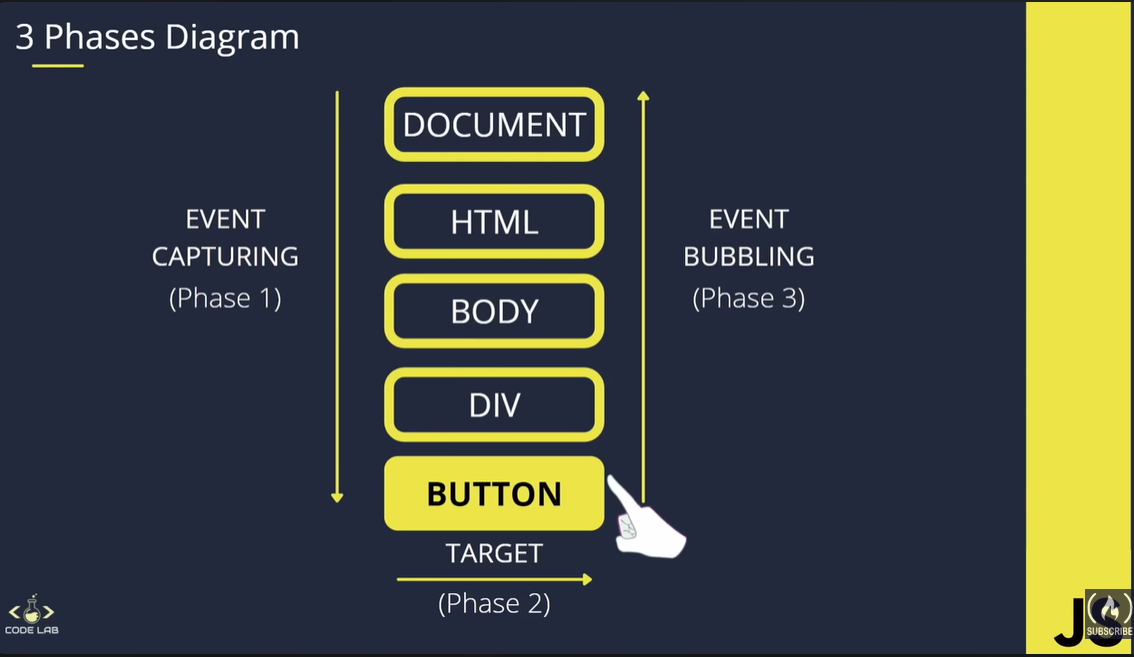 3 Phases Diagram
DOCUMENT
HTML
BODY
DIV
BUTTON
EVENT
CAPTURING
(Phase 1)
EVENT
BUBBLING
(Phase 3)
TARGET
(Phase 2)
CODE LAB
JS
SUBSCRIBE